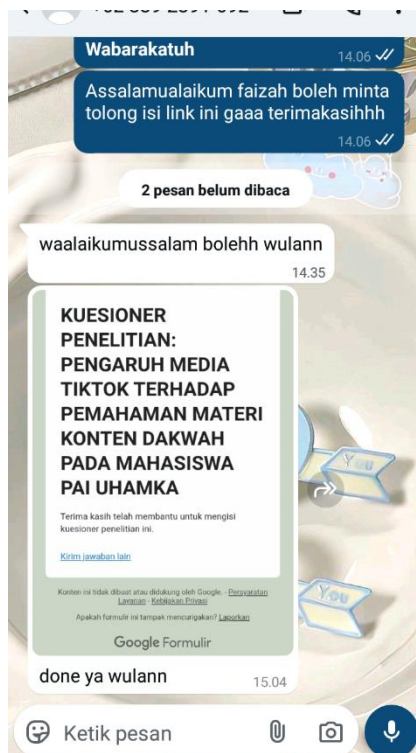 Wabarakatuh
14.06
Assalamualaikum faizah boleh minta
tolong isi link ini gaaa terimakasihhh
14.06
2 pesan belum dibaca
waalaikumussalam bolehh wulann
14.35
KUESIONER
PENELITIAN:
PENGARUH MEDIA
TIKTOK TERHADAP
PEMAHAMAN MATERI
KONTEN DAKWAH
PADA MAHASISWA
PAI UHAMKA
Terima kasih telah membantu untuk mengisi
kuesioner penelitian ini.
Kirim jawaban lain
Konten ini tidak dibuat atau didukung oleh Google. - Persyaratan
Layanan - Kebijakan Privasi
Apakah formulir ini tampak mencurigakan? Laporkan
Google Formulir
You
You
done ya wulann
15.04
Ketik pesan